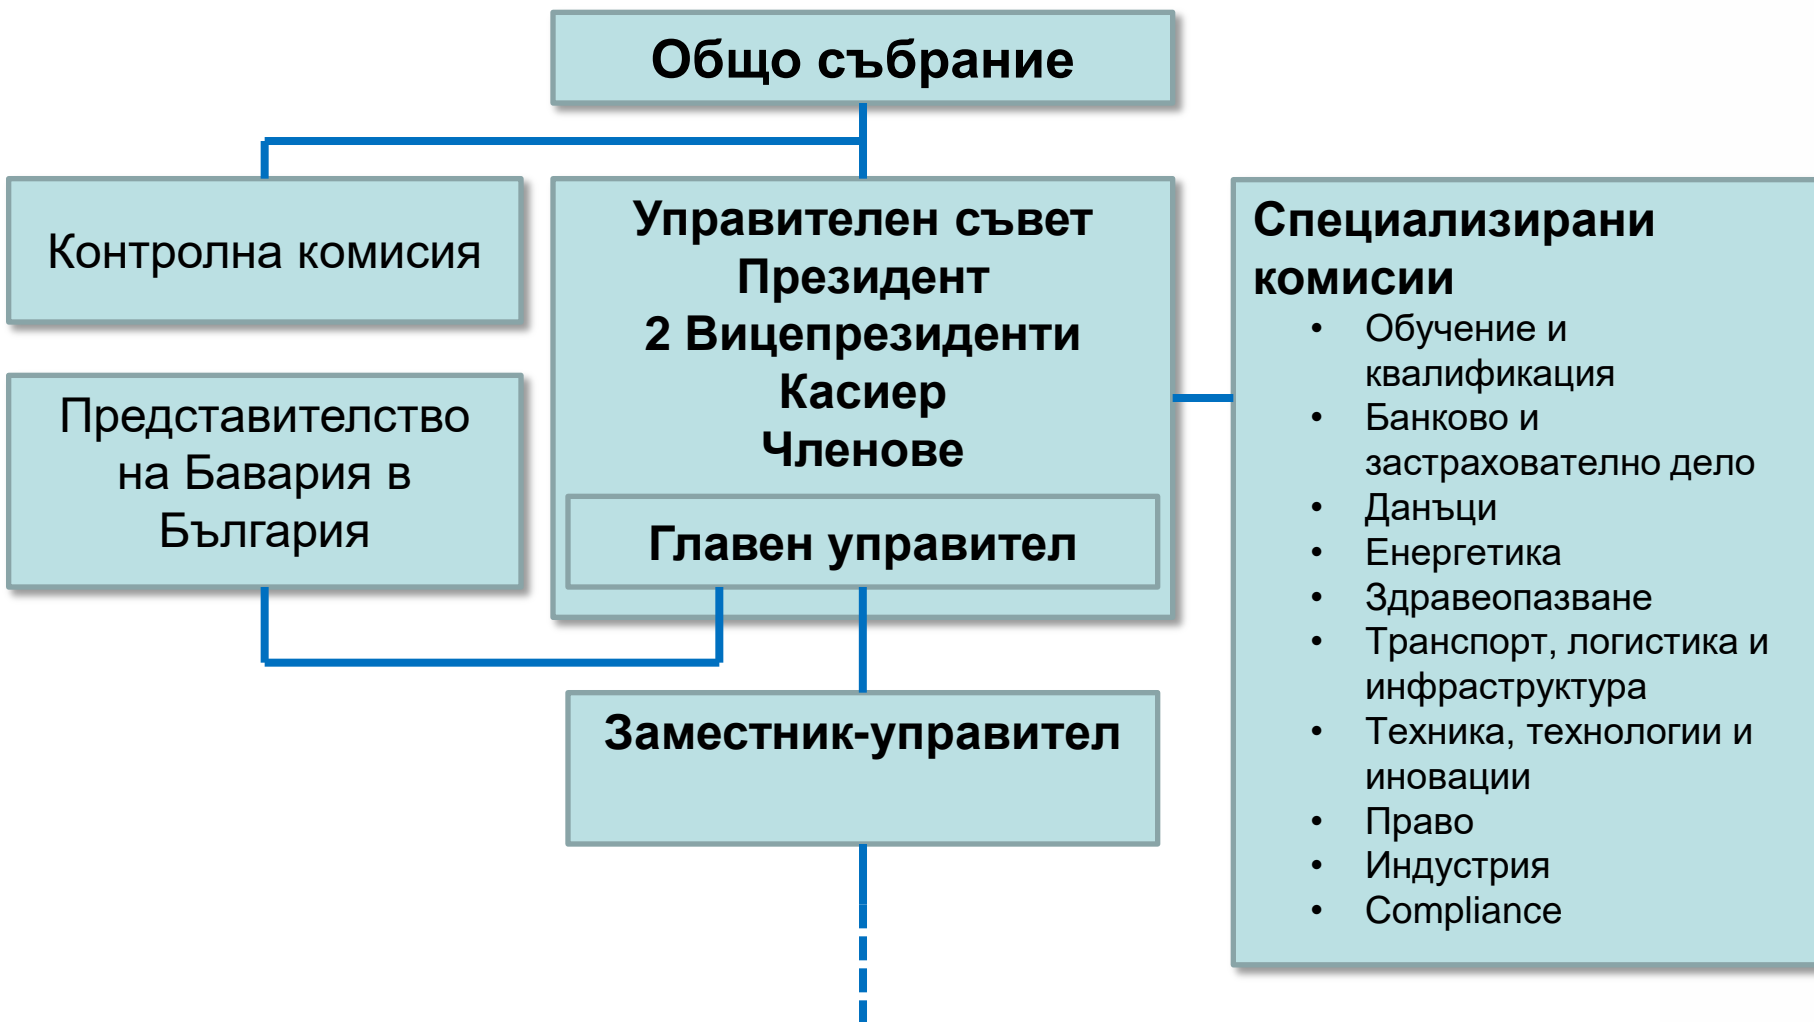 Общо събрание
Контролна комисия
Представителство
на Бавария в
България
Управителен съвет
Президент
2 Вицепрезиденти
Касиер
Членове
Главен управител
Заместник-управител
Специализирани
комисии
• Обучение и
квалификация
• Банково и
застрахователно дело
• Данъци
• Енергетика
• Здравеопазване
• Транспорт, логистика и
инфраструктура
• Техника, технологии и
иновации
• Право
• Индустрия
• Compliance